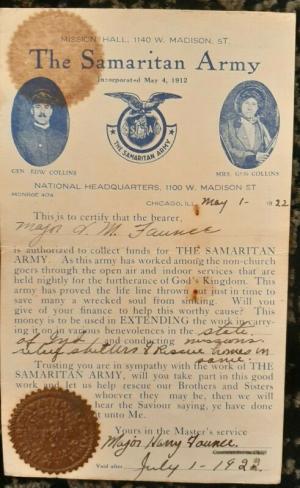 MISSION HALL, 1140 W. MADISON, ST.
The Samaritan Army
Incorporated May 4, 1912
S A
THE SAMARITAN ARMY
GEN EDW COLLINS
MRS. GEN COLLINS
NATIONAL HEADQUARTERS, 1100 W. MADISON ST
MONROE 404
CHICAGO, ILL. May 1- 1922
This is to certify that the bearer,
Major L. M. Faunce
is authorized to collect funds for THE SAMARITAN
ARMY. As this army has worked among the non-church
goers through the open air and indoor services that are
held nightly for the furtherance of God's Kingdom. This
army has proved the life line thrown out just in time to
save many a wrecked soul from sinking. Will you
give of your finance to help this worthy cause? This
money is to be used in EXTENDING the work in carry-
ing it on in various benevolences in the state
of Ind and conducting missions
Relief shelters & Rescue homes in
same.
Trusting you are in sympathy with the work of THE
SAMARITAN ARMY, will you take part in this good
work and let us help rescue our Brothers and Sisters
whoever they may be, then we will
hear the Saviour saying, ye have done
it unto Me.
Yours in the Master's service
Major Harry Faunce.
Void after July 1-1922